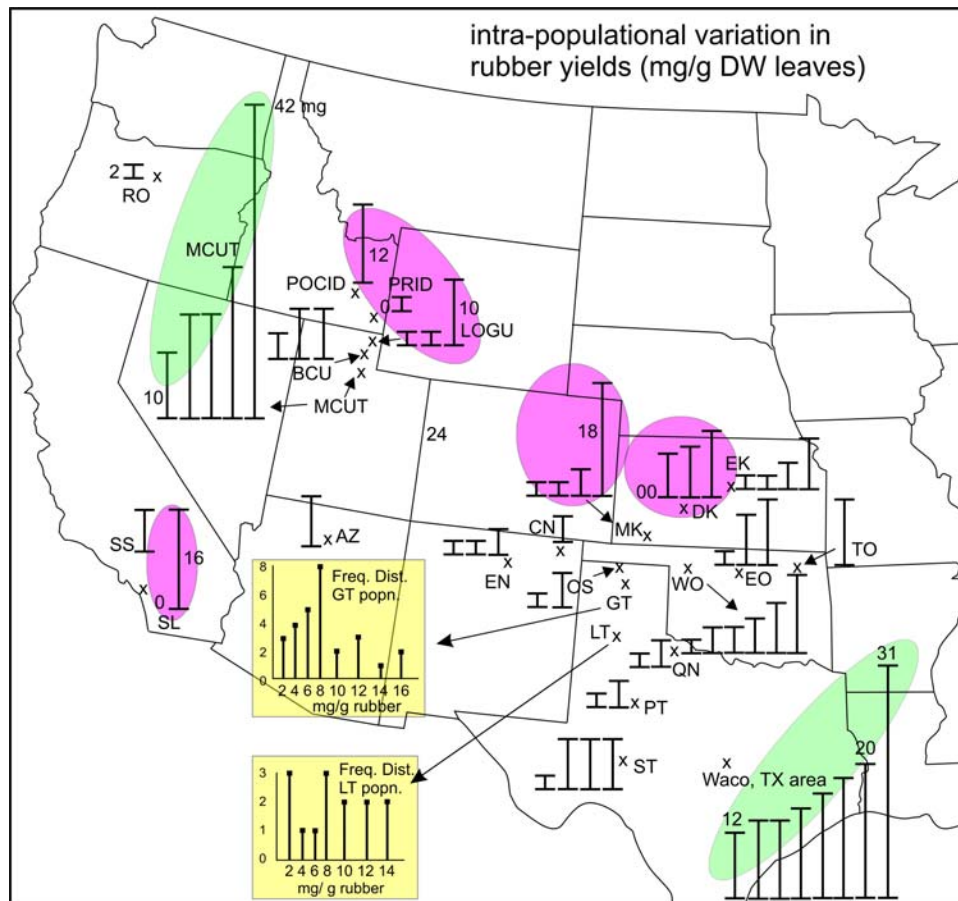 intra-populational variation in
rubber yields (mg/g DW leaves)
42 mg
2
RO
MCUT
12
POCID
PRID
0
10
LOGU
BCU
10
MCUT
24
18
EK
00
DK
MK
SS
16
0
SL
AZ
CN
EN
OS
GT
LT
WO
EO
TO
QN
PT
ST
8
6
4
2
0
Freq. Dist.
GT popn.
2 4 6 8 10 12 14 16
mg/g rubber
3
2
1
0
Freq. Dist.
LT popn.
2 4 6 8 10 12 14
mg/ g rubber
Waco, TX area
31
20
12